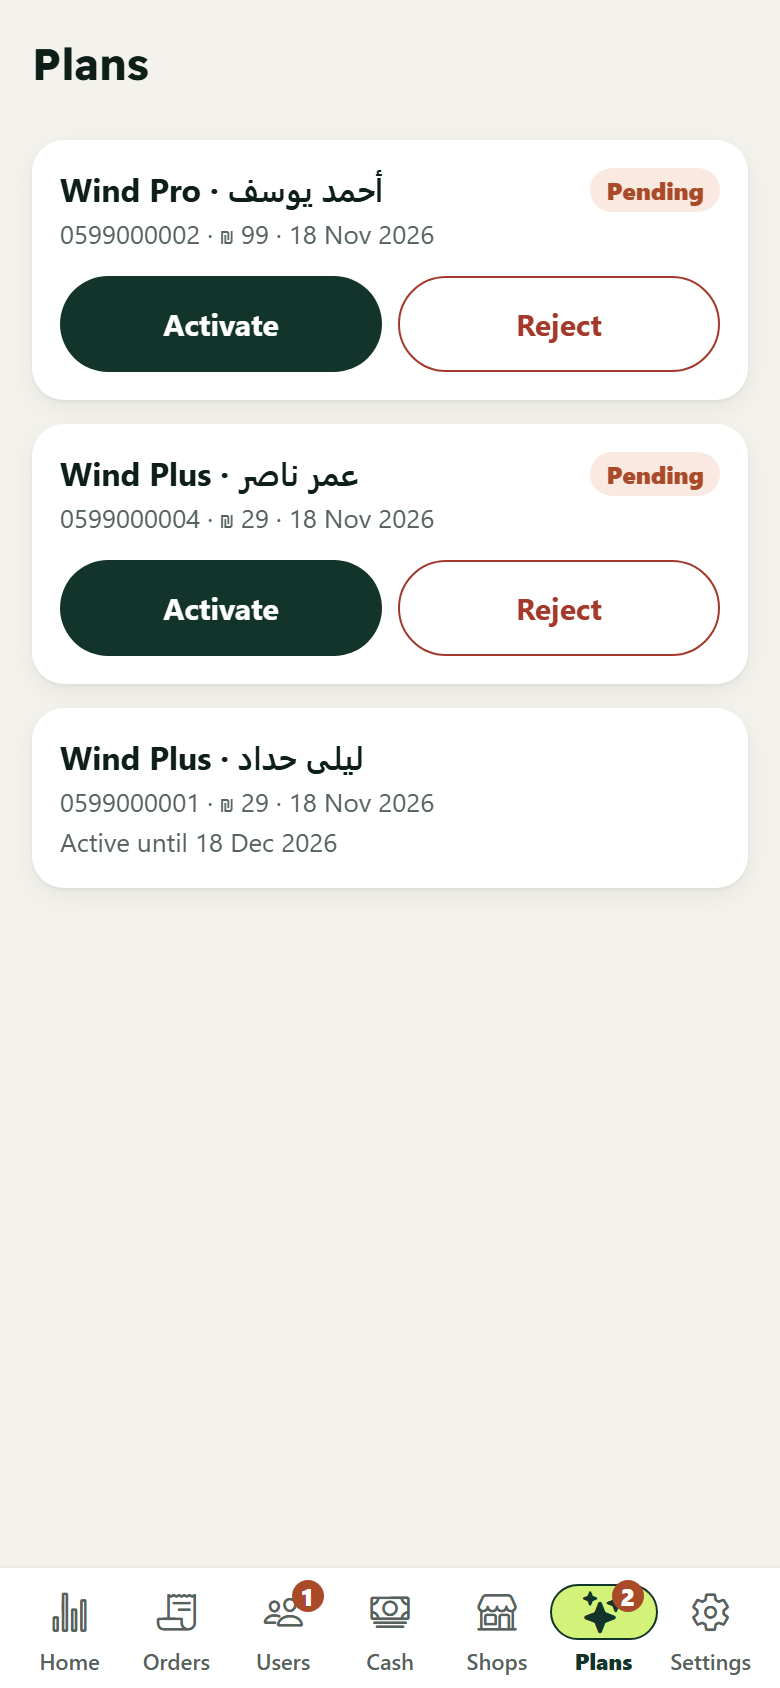 Plans
Wind Pro · أحمد يوسف
Pending
0599000002 · ₪ 99 · 18 Nov 2026
Activate
Reject
Wind Plus · عمر ناصر
Pending
0599000004 · ₪ 29 · 18 Nov 2026
Activate
Reject
Wind Plus · ليلى حداد
0599000001 · ₪ 29 · 18 Nov 2026
Active until 18 Dec 2026
1
2
Home
Orders
Users
Cash
Shops
Plans
Settings